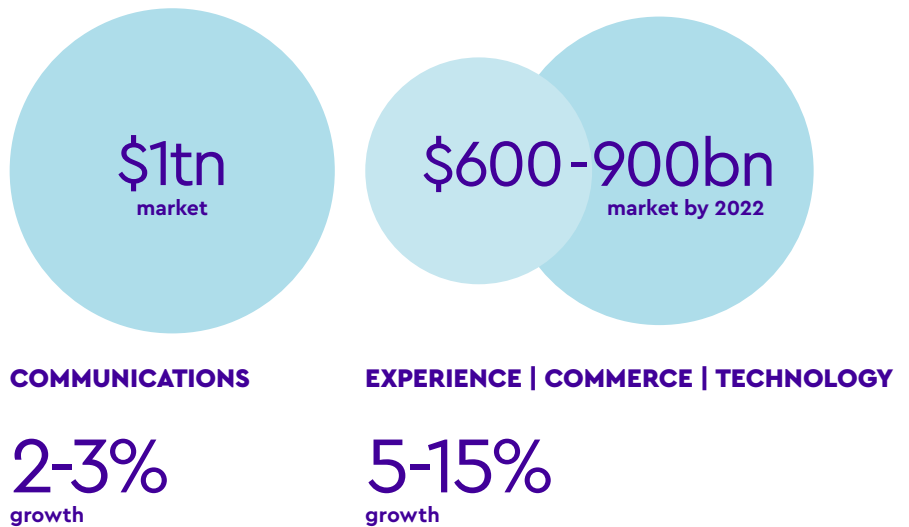 $1tn
market
$600-900bn
market by 2022
COMMUNICATIONS
2-3%
growth
EXPERIENCE | COMMERCE | TECHNOLOGY
5-15%
growth